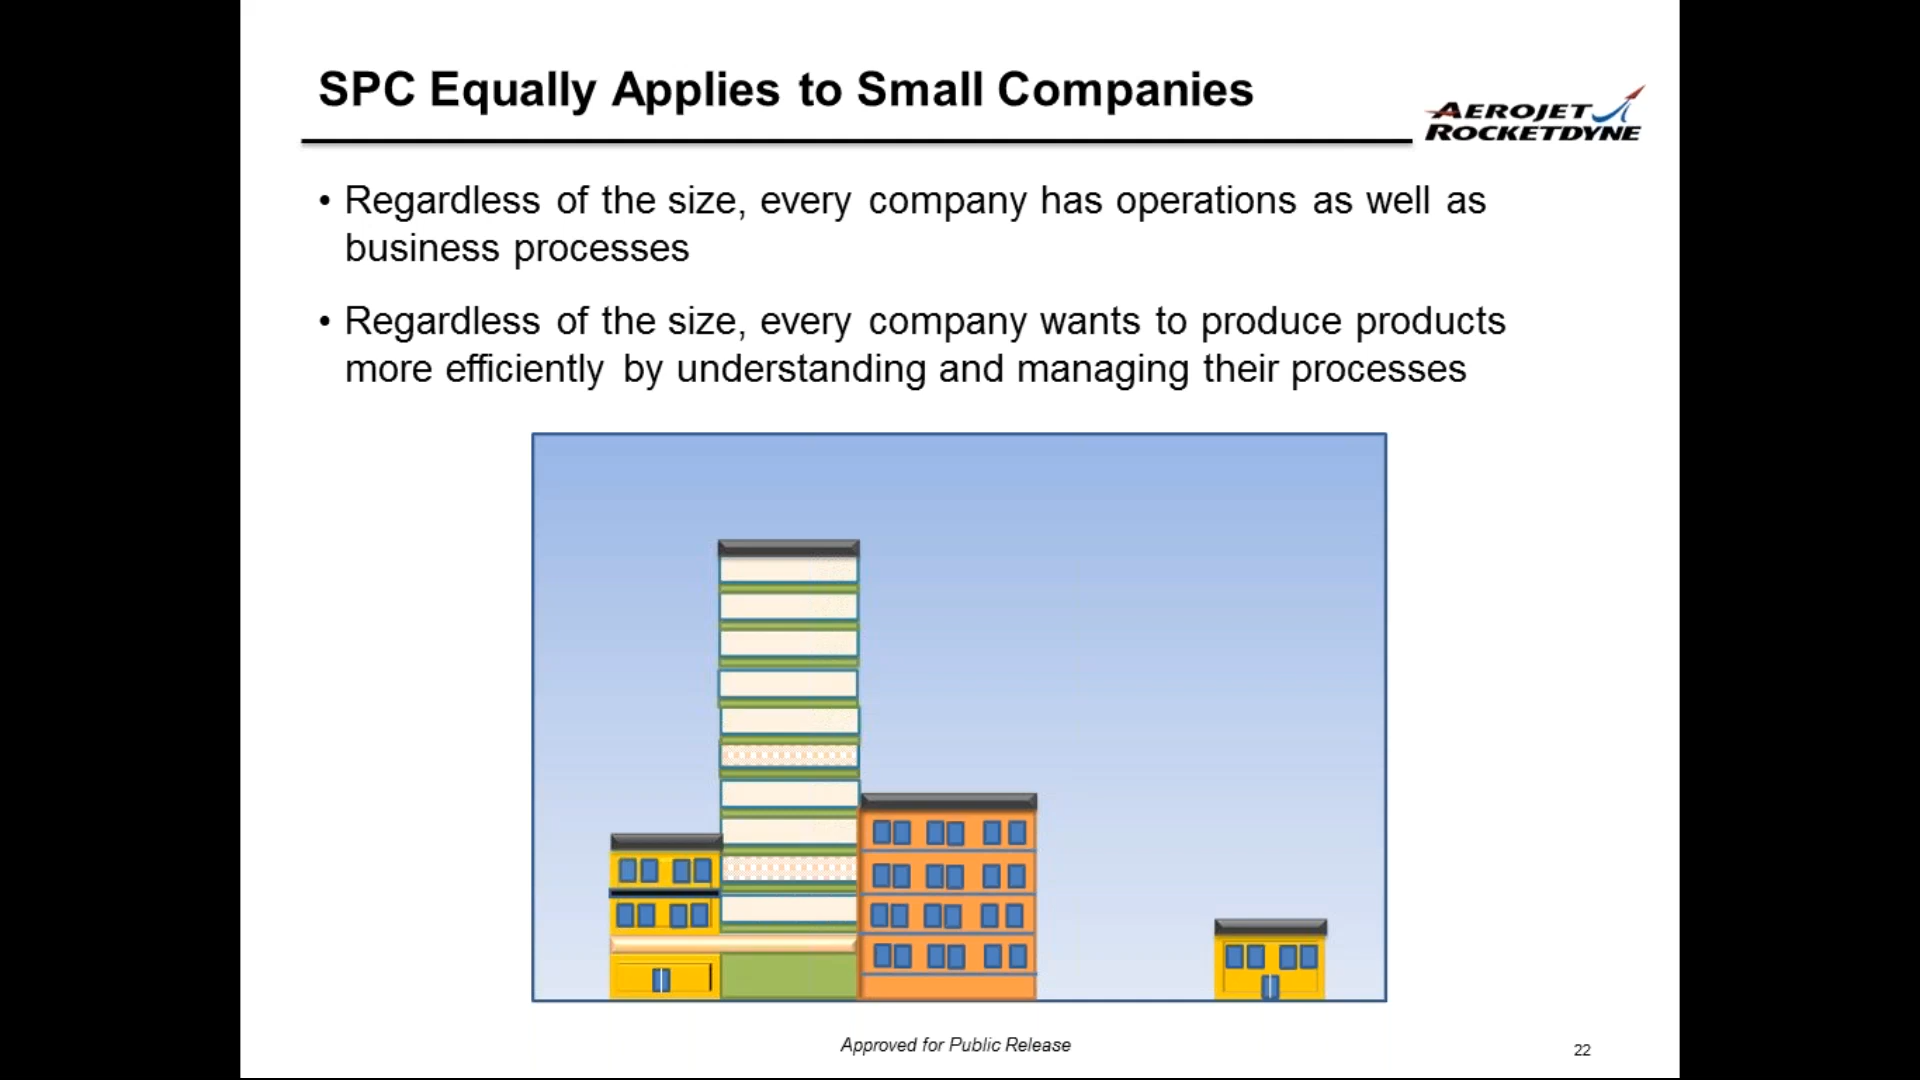 SPC Equally Applies to Small Companies
AEROJET
ROCKETDYNE
• Regardless of the size, every company has operations as well as
business processes
• Regardless of the size, every company wants to produce products
more efficiently by understanding and managing their processes
Approved for Public Release
22